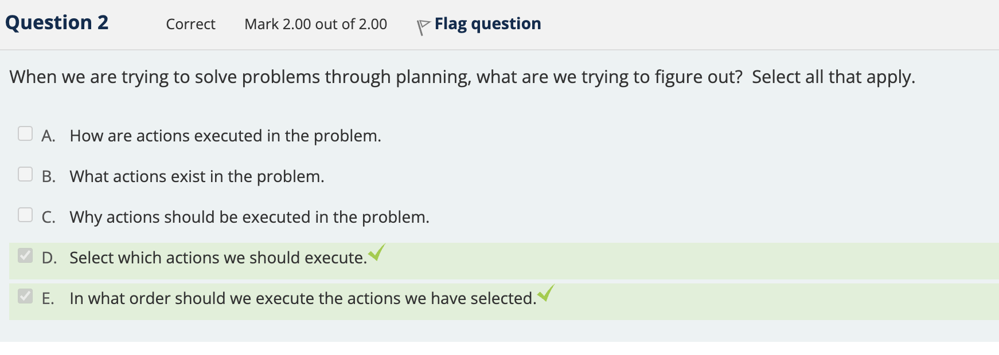 Question 2 Correct Mark 2.00 out of 2.00 Flag question
When we are trying to solve problems through planning, what are we trying to figure out? Select all that apply.
A. How are actions executed in the problem.
B. What actions exist in the problem.
C. Why actions should be executed in the problem.
D. Select which actions we should execute.
E. In what order should we execute the actions we have selected.